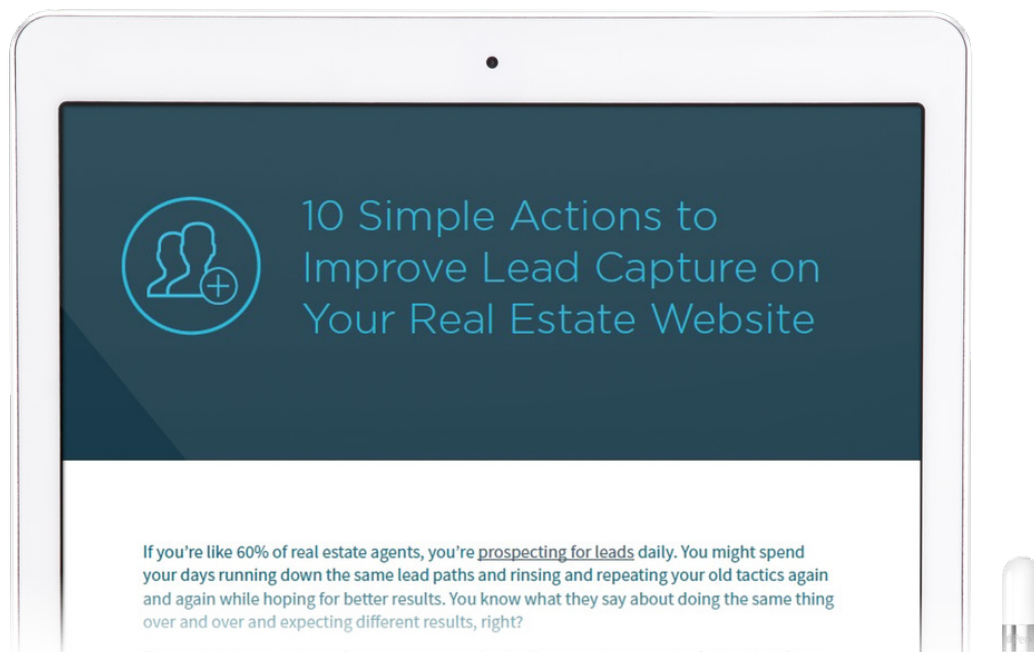 10 Simple Actions to
Improve Lead Capture on
Your Real Estate Website
If you're like 60% of real estate agents, you're prospecting for leads daily. You might spend
your days running down the same lead paths and rinsing and repeating your old tactics again
and again while hoping for better results. You know what they say about doing the same thing
over and over and expecting different results, right?